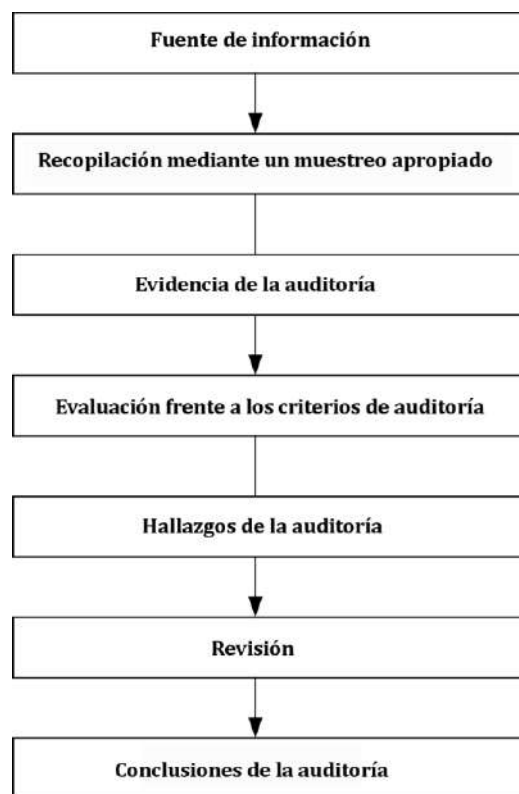 Fuente de información
Recopilación mediante un muestreo apropiado
Evidencia de la auditoría
Evaluación frente a los criterios de auditoría
Hallazgos de la auditoría
Revisión
Conclusiones de la auditoría